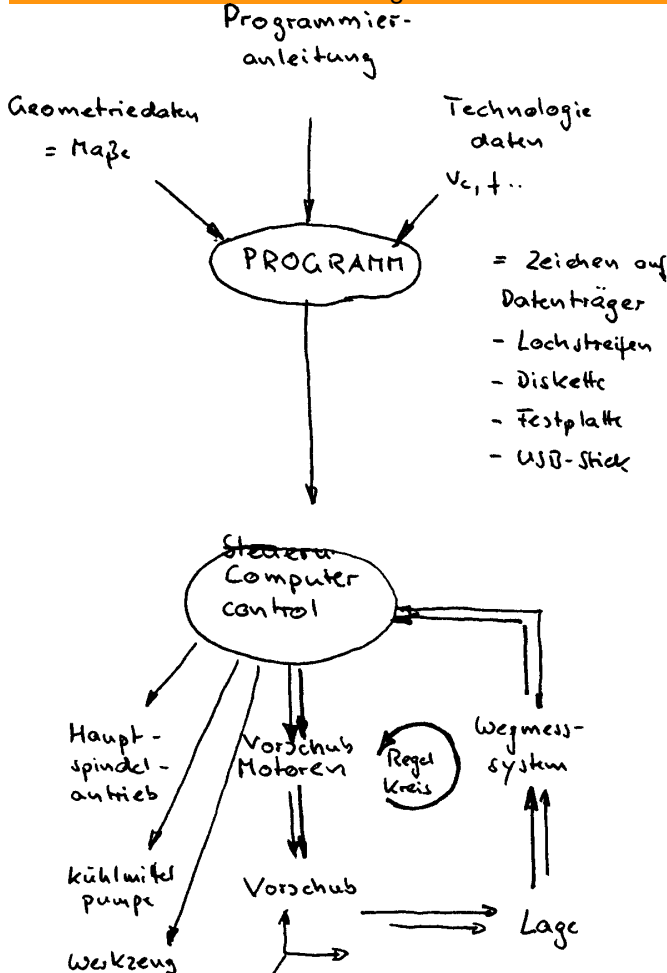 Programmier-
anleitung
Geometriedaten
= Maße
Technologie
daten
Vc, f..
PROGRAMM
= Zeichen auf
Datenträger
- Lochstreifen
- Diskette
- Festplatte
- USB-Stick
Steuern
Computer
control
Haupt-
spindel-
antrieb
Vorschub
Motoren
Regel
Kreis
Wegmess-
system
Kühlmittel
pumpe
Vorschub
Lage
Werkzeug